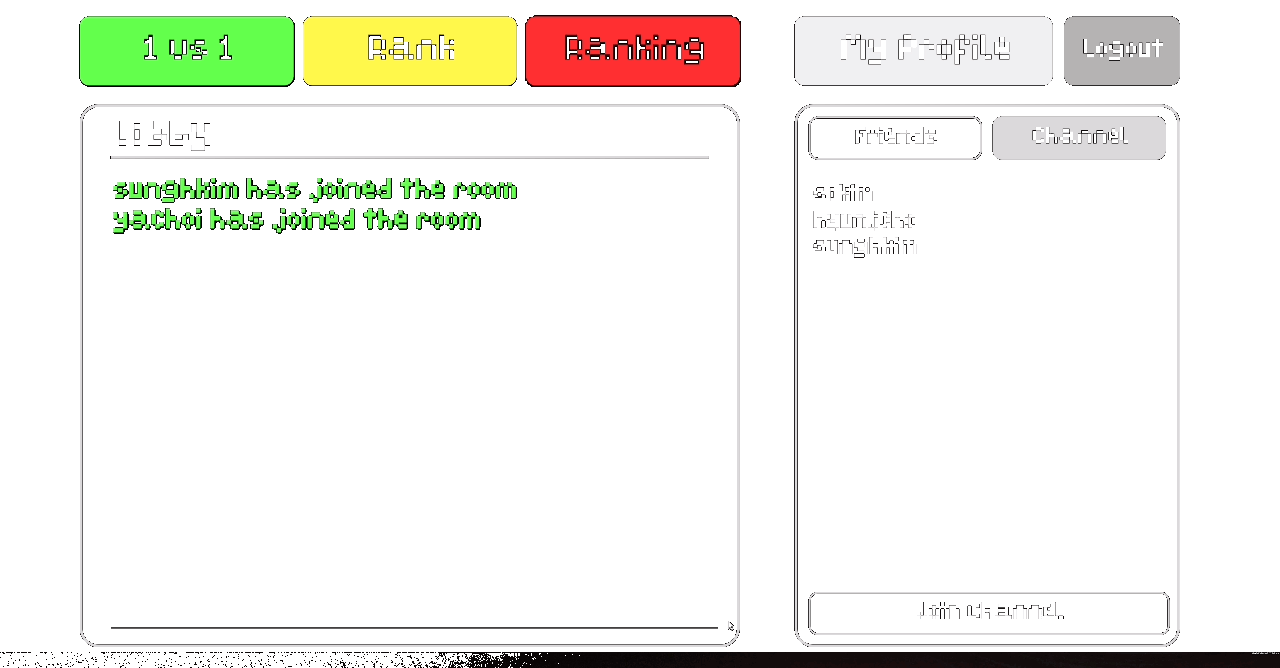 1 vs 1
Rank
Ranking
My Profile
Logout
Lobby
Friends
Channel
sunghkim has joined the room
yachoi has joined the room
sunghkim
Join Channel